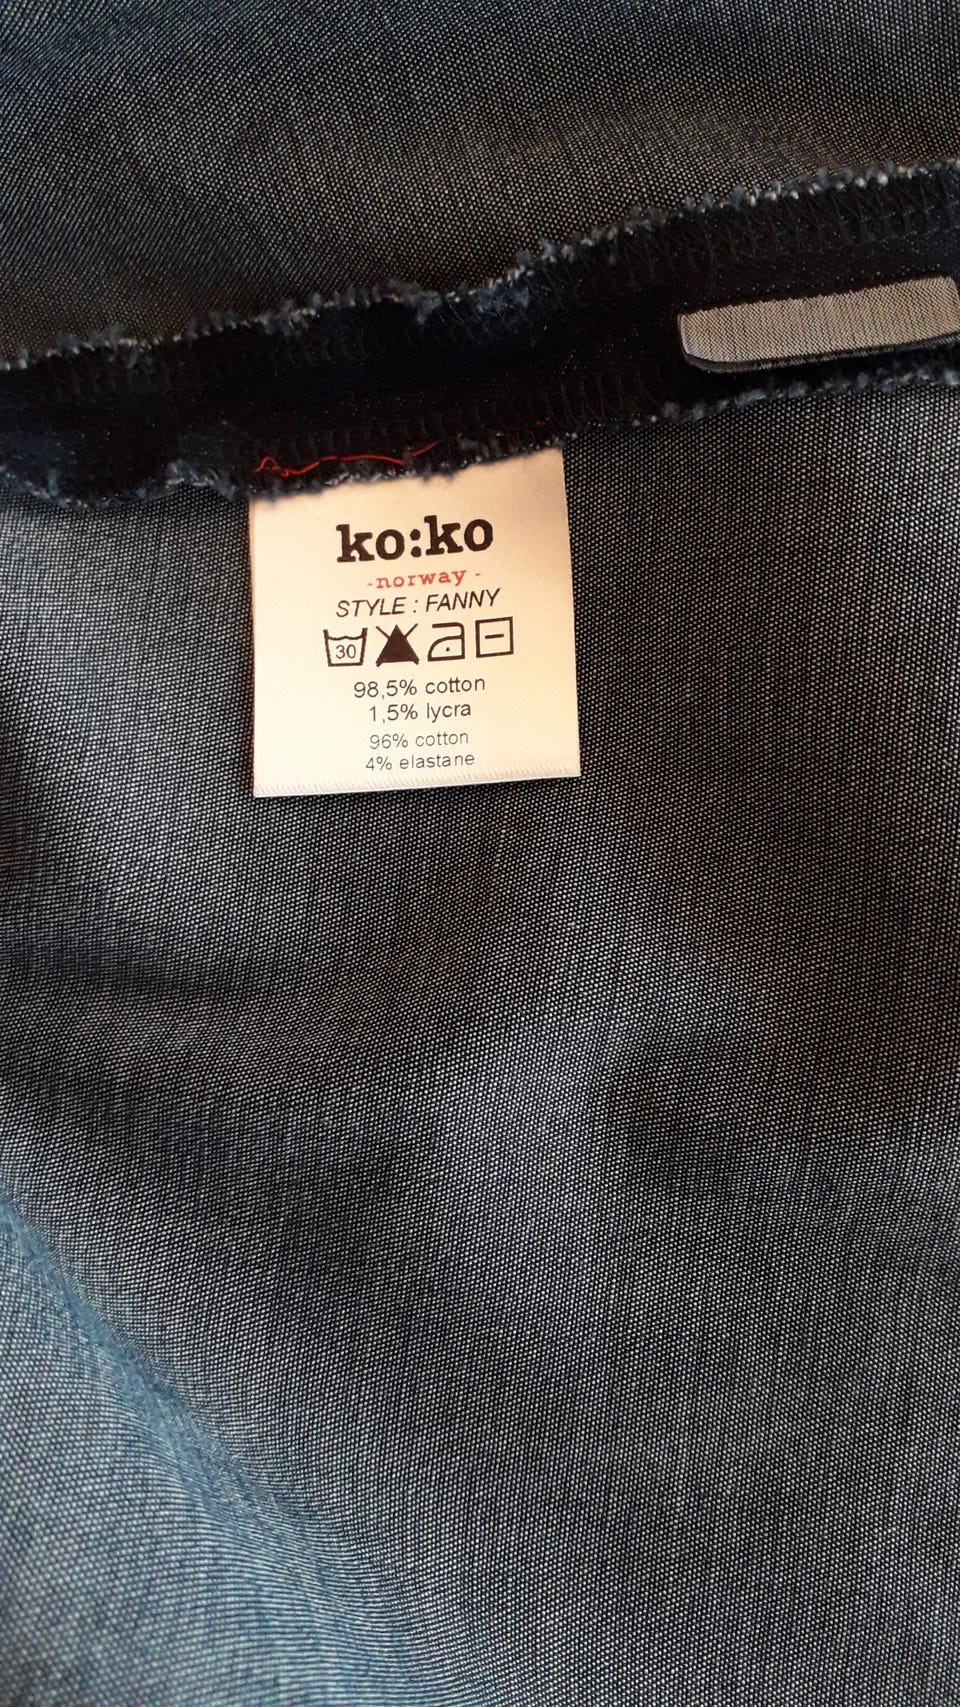 ko:ko
-norway-
STYLE : FANNY
30
98,5% cotton
1,5% lycra
96% cotton
4% elastane